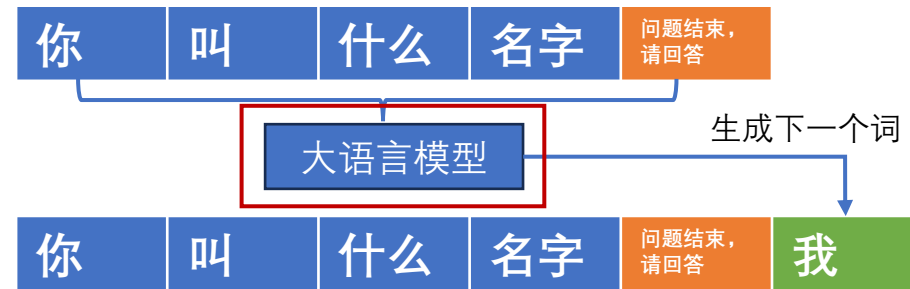 你 叫 什么 名字 问题结束，
请回答
生成下一个词
大语言模型
你 叫 什么 名字 问题结束，
请回答 我